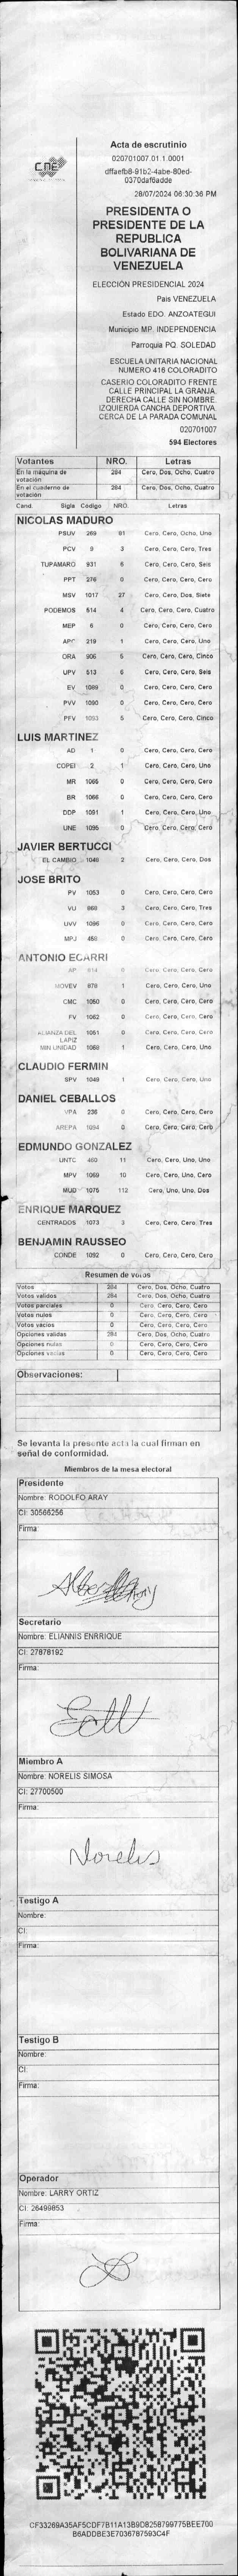 CNE
Acta de escrutinio
020701007.01.1.0001
dffaefb8-91b2-4abe-80ed-
0370daf6adde
28/07/2024 06:30:36 PM
PRESIDENTA O
PRESIDENTE DE LA
REPUBLICA
BOLIVARIANA DE
VENEZUELA
ELECCIÓN PRESIDENCIAL 2024
Pais VENEZUELA
Estado EDO. ANZOATEGUI
Municipio MP. INDEPENDENCIA
Parroquia PQ. SOLEDAD
ESCUELA UNITARIA NACIONAL
NUMERO 416 COLORADITO
CASERIO COLORADITO FRENTE
CALLE PRINCIPAL LA GRANJA.
DERECHA CALLE SIN NOMBRE.
IZQUIERDA CANCHA DEPORTIVA.
CERCA DE LA PARADA COMUNAL
020701007
594 Electores
Votantes NRO. Letras
En la máquina de votación 284 Cero, Dos, Ocho, Cuatro
En el cuaderno de votación 284 Cero, Dos, Ocho, Cuatro
Cand. Sigla Codigo NRO. Letras
NICOLAS MADURO
PSUV 269 81 Cero, Cero, Ocho, Uno
PCV 9 3 Cero, Cero, Cero, Tres
TUPAMARO 931 6 Cero, Cero, Cero, Seis
PPT 276 0 Cero, Cero, Cero, Cero
MSV 1017 27 Cero, Cero, Dos, Siete
PODEMOS 514 4 Cero, Cero, Cero, Cuatro
MEP 6 0 Cero, Cero, Cero, Cero
APC 219 1 Cero, Cero, Cero, Uno
ORA 906 5 Cero, Cero, Cero, Cinco
UPV 513 6 Cero, Cero, Cero, Seis
EV 1089 0 Cero, Cero, Cero, Cero
PVV 1090 0 Cero, Cero, Cero, Cero
PFV 1093 5 Cero, Cero, Cero, Cinco
LUIS MARTINEZ
AD 1 0 Cero, Cero, Cero, Cero
COPEI 2 1 Cero, Cero, Cero, Uno
MR 1065 0 Cero, Cero, Cero, Cero
BR 1066 0 Cero, Cero, Cero, Cero
DDP 1091 1 Cero, Cero, Cero, Uno
UNE 1095 0 Cero, Cero, Cero, Cero
JAVIER BERTUCCI
EL CAMBIO 1048 2 Cero, Cero, Cero, Dos
JOSE BRITO
PV 1053 0 Cero, Cero, Cero, Cero
VU 868 3 Cero, Cero, Cero, Tres
UVV 1096 0 Cero, Cero, Cero, Cero
MPJ 458 0 Cero, Cero, Cero, Cero
ANTONIO ECARRI
AP 914 0 Cero, Cero, Cero, Cero
MOVEV 879 1 Cero, Cero, Cero, Uno
CMC 1050 0 Cero, Cero, Cero, Cero
FV 1062 0 Cero, Cero, Cero, Cero
ALIANZA DEL LAPIZ 1051 0 Cero, Cero, Cero, Cero
MIN UNIDAD 1068 1 Cero, Cero, Cero, Uno
CLAUDIO FERMIN
SPV 1049 1 Cero, Cero, Cero, Uno
DANIEL CEBALLOS
VPA 236 0 Cero, Cero, Cero, Cero
AREPA 1094 0 Cero, Cero, Cero, Cero
EDMUNDO GONZALEZ
UNTC 460 11 Cero, Cero, Uno, Uno
MPV 1069 10 Cero, Cero, Uno, Cero
MUD 1075 112 Cero, Uno, Uno, Dos
ENRIQUE MARQUEZ
CENTRADOS 1073 3 Cero, Cero, Cero, Tres
BENJAMIN RAUSSEO
CONDE 1092 0 Cero, Cero, Cero, Cero
Resumen de votos
Votos 284 Cero, Dos, Ocho, Cuatro
Votos validos 284 Cero, Dos, Ocho, Cuatro
Votos parciales 0 Cero, Cero, Cero, Cero
Votos nulos 0 Cero, Cero, Cero, Cero
Votos vacios 0 Cero, Cero, Cero, Cero
Opciones validas 284 Cero, Dos, Ocho, Cuatro
Opciones nulas 0 Cero, Cero, Cero, Cero
Opciones vacias 0 Cero, Cero, Cero, Cero
Observaciones:
Se levanta la presente acta la cual firman en
señal de conformidad.
Miembros de la mesa electoral
Presidente
Nombre: RODOLFO ARAY
CI: 30566256
Firma:
Secretario
Nombre: ELIANNIS ENRRIQUE
CI: 27878192
Firma:
Miembro A
Nombre: NORELIS SIMOSA
CI: 27700500
Firma:
Norelis
Testigo A
Nombre:
CI:
Firma:
Testigo B
Nombre:
CI:
Firma:
Operador
Nombre: LARRY ORTIZ
CI: 26499853
Firma:
CF33269A35AF5CDF7B11A13B9D8258799775BEE700
B6ADDBE3E7036787593C4F